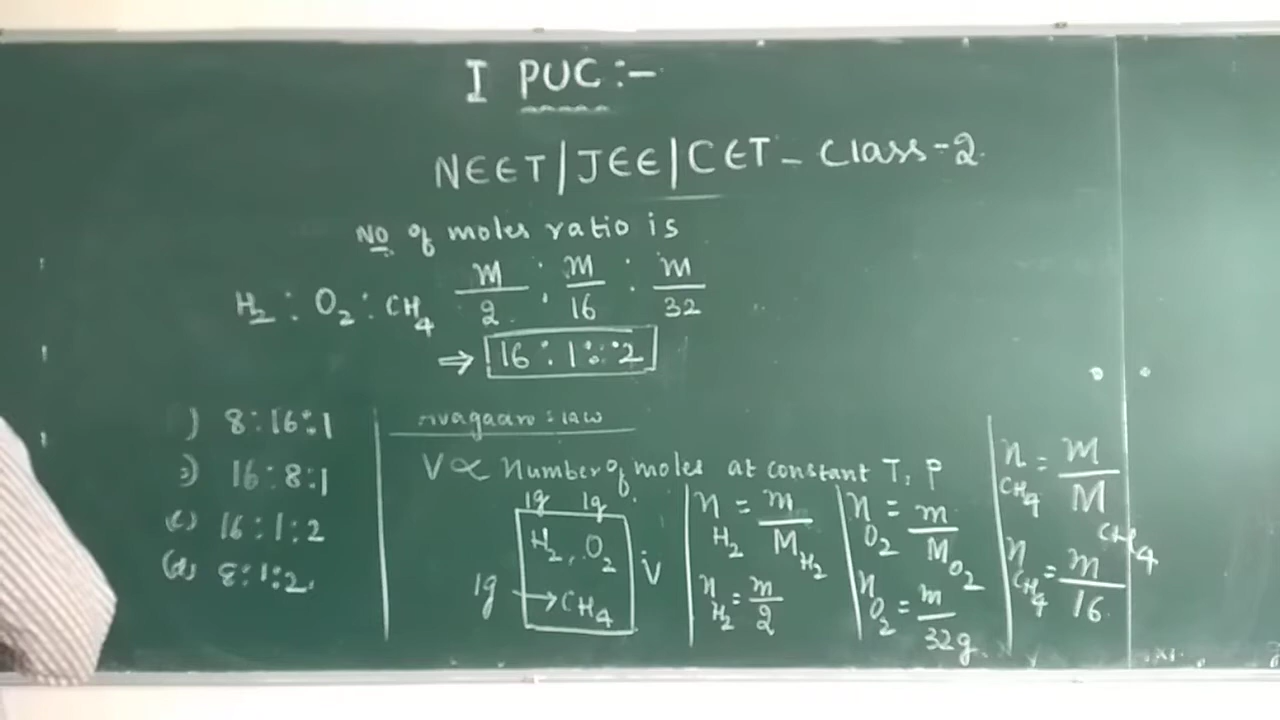 I PUC:-
NEET/JEE/CET - Class-2
No of moles ratio is
H₂ : O₂ : CH₄ m/2 : m/16 : m/32
⇒ 16 : 1 : 2
) 8:16:1
16:8:1
(c) 16:1:2
(d) 8:1:2.
V ∝ Number of moles at constant T, P
1g 1g
H₂, O₂
V
1g → CH₄
n H₂ = m/M H₂
n H₂ = m/2
n O₂ = m/M O₂
n O₂ = m/32g
n CH₄ = m/M CH₄
n CH₄ = m/16